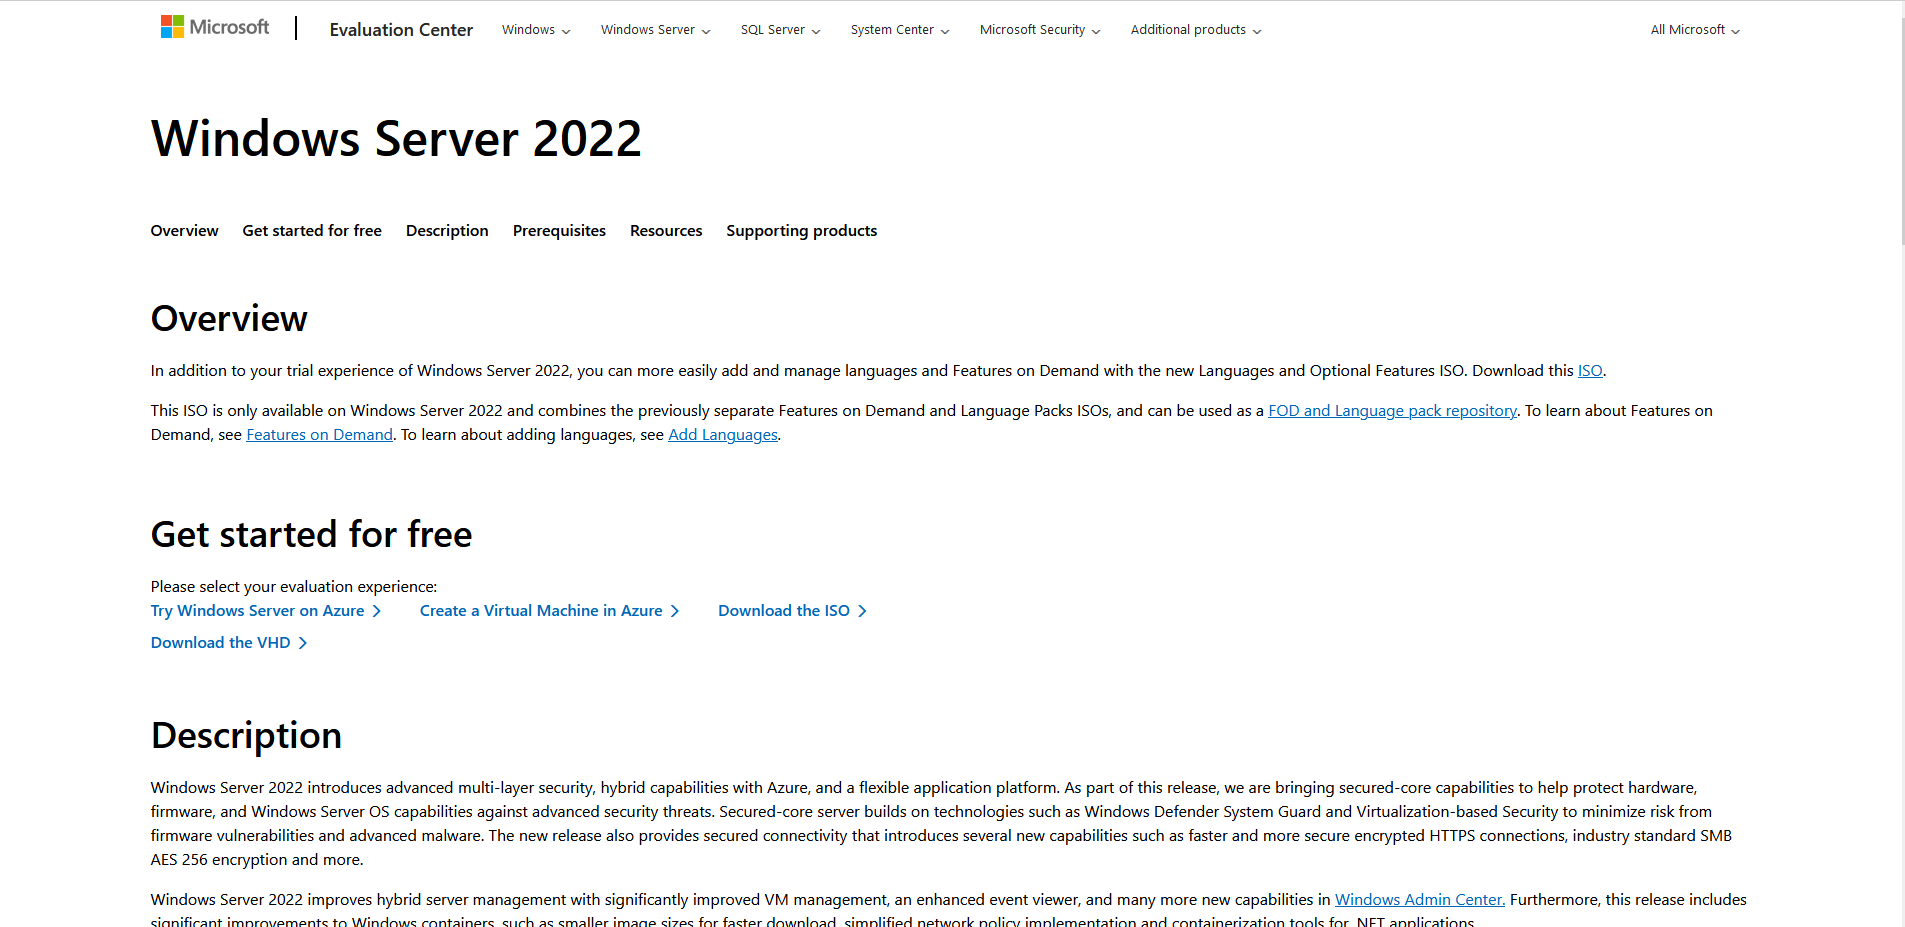 Microsoft Evaluation Center Windows Windows Server SQL Server System Center Microsoft Security Additional products All Microsoft
Windows Server 2022
Overview Get started for free Description Prerequisites Resources Supporting products
Overview
In addition to your trial experience of Windows Server 2022, you can more easily add and manage languages and Features on Demand with the new Languages and Optional Features ISO. Download this ISO.
This ISO is only available on Windows Server 2022 and combines the previously separate Features on Demand and Language Packs ISOs, and can be used as a FOD and Language pack repository. To learn about Features on
Demand, see Features on Demand. To learn about adding languages, see Add Languages.
Get started for free
Please select your evaluation experience:
Try Windows Server on Azure Create a Virtual Machine in Azure Download the ISO
Download the VHD
Description
Windows Server 2022 introduces advanced multi-layer security, hybrid capabilities with Azure, and a flexible application platform. As part of this release, we are bringing secured-core capabilities to help protect hardware,
firmware, and Windows Server OS capabilities against advanced security threats. Secured-core server builds on technologies such as Windows Defender System Guard and Virtualization-based Security to minimize risk from
firmware vulnerabilities and advanced malware. The new release also provides secured connectivity that introduces several new capabilities such as faster and more secure encrypted HTTPS connections, industry standard SMB
AES 256 encryption and more.
Windows Server 2022 improves hybrid server management with significantly improved VM management, an enhanced event viewer, and many more new capabilities in Windows Admin Center. Furthermore, this release includes
significant improvements to Windows containers, such as smaller image sizes for faster download, simplified network policy implementation and containerization tools for .NET applications.